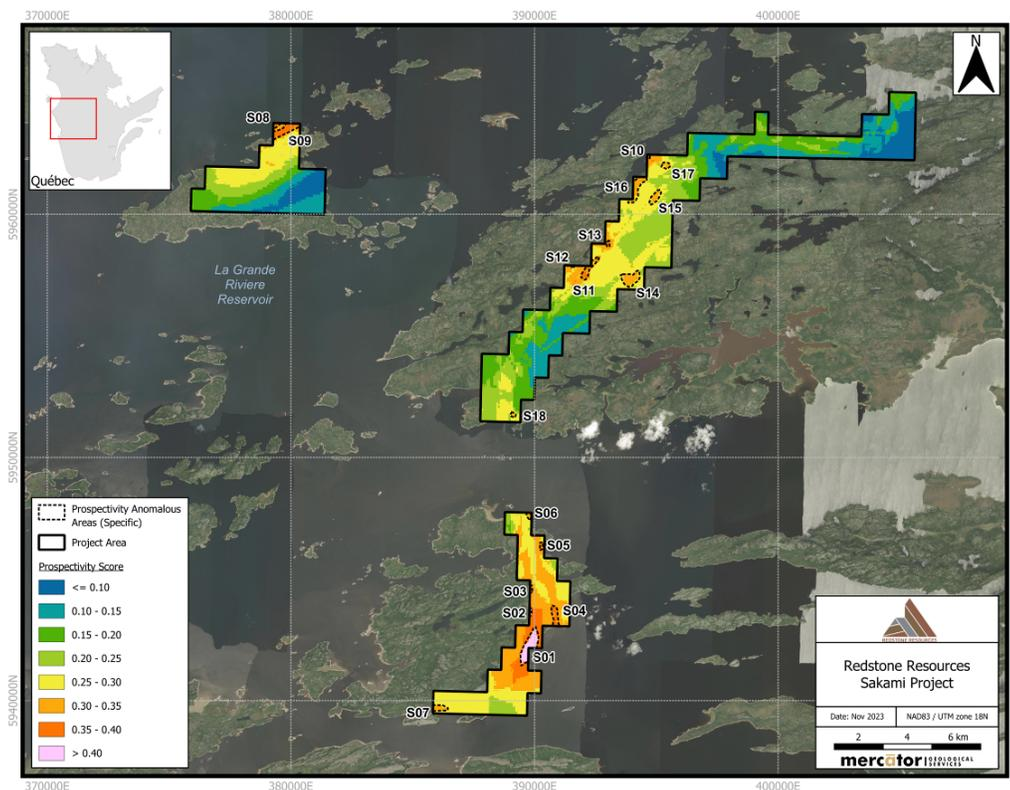 370000E
380000E
390000E
400000E
Québec
N
S08
S09
S10
S17
S16
S15
S13
S12
S11
S14
S18
La Grande
Riviere
Reservoir
5960000N
5950000N
5940000N
S06
S05
S03
S02
S04
S01
S07
Prospectivity Anomalous
Areas (Specific)
Project Area
Prospectivity Score
<= 0.10
0.10 - 0.15
0.15 - 0.20
0.20 - 0.25
0.25 - 0.30
0.30 - 0.35
0.35 - 0.40
> 0.40
REDSTONE RESOURCES
Redstone Resources
Sakami Project
Date: Nov 2023
NAD83 / UTM zone 18N
2 4 6 km
mercātor GEOLOGICAL
SERVICES
370000E
380000E
390000E
400000E